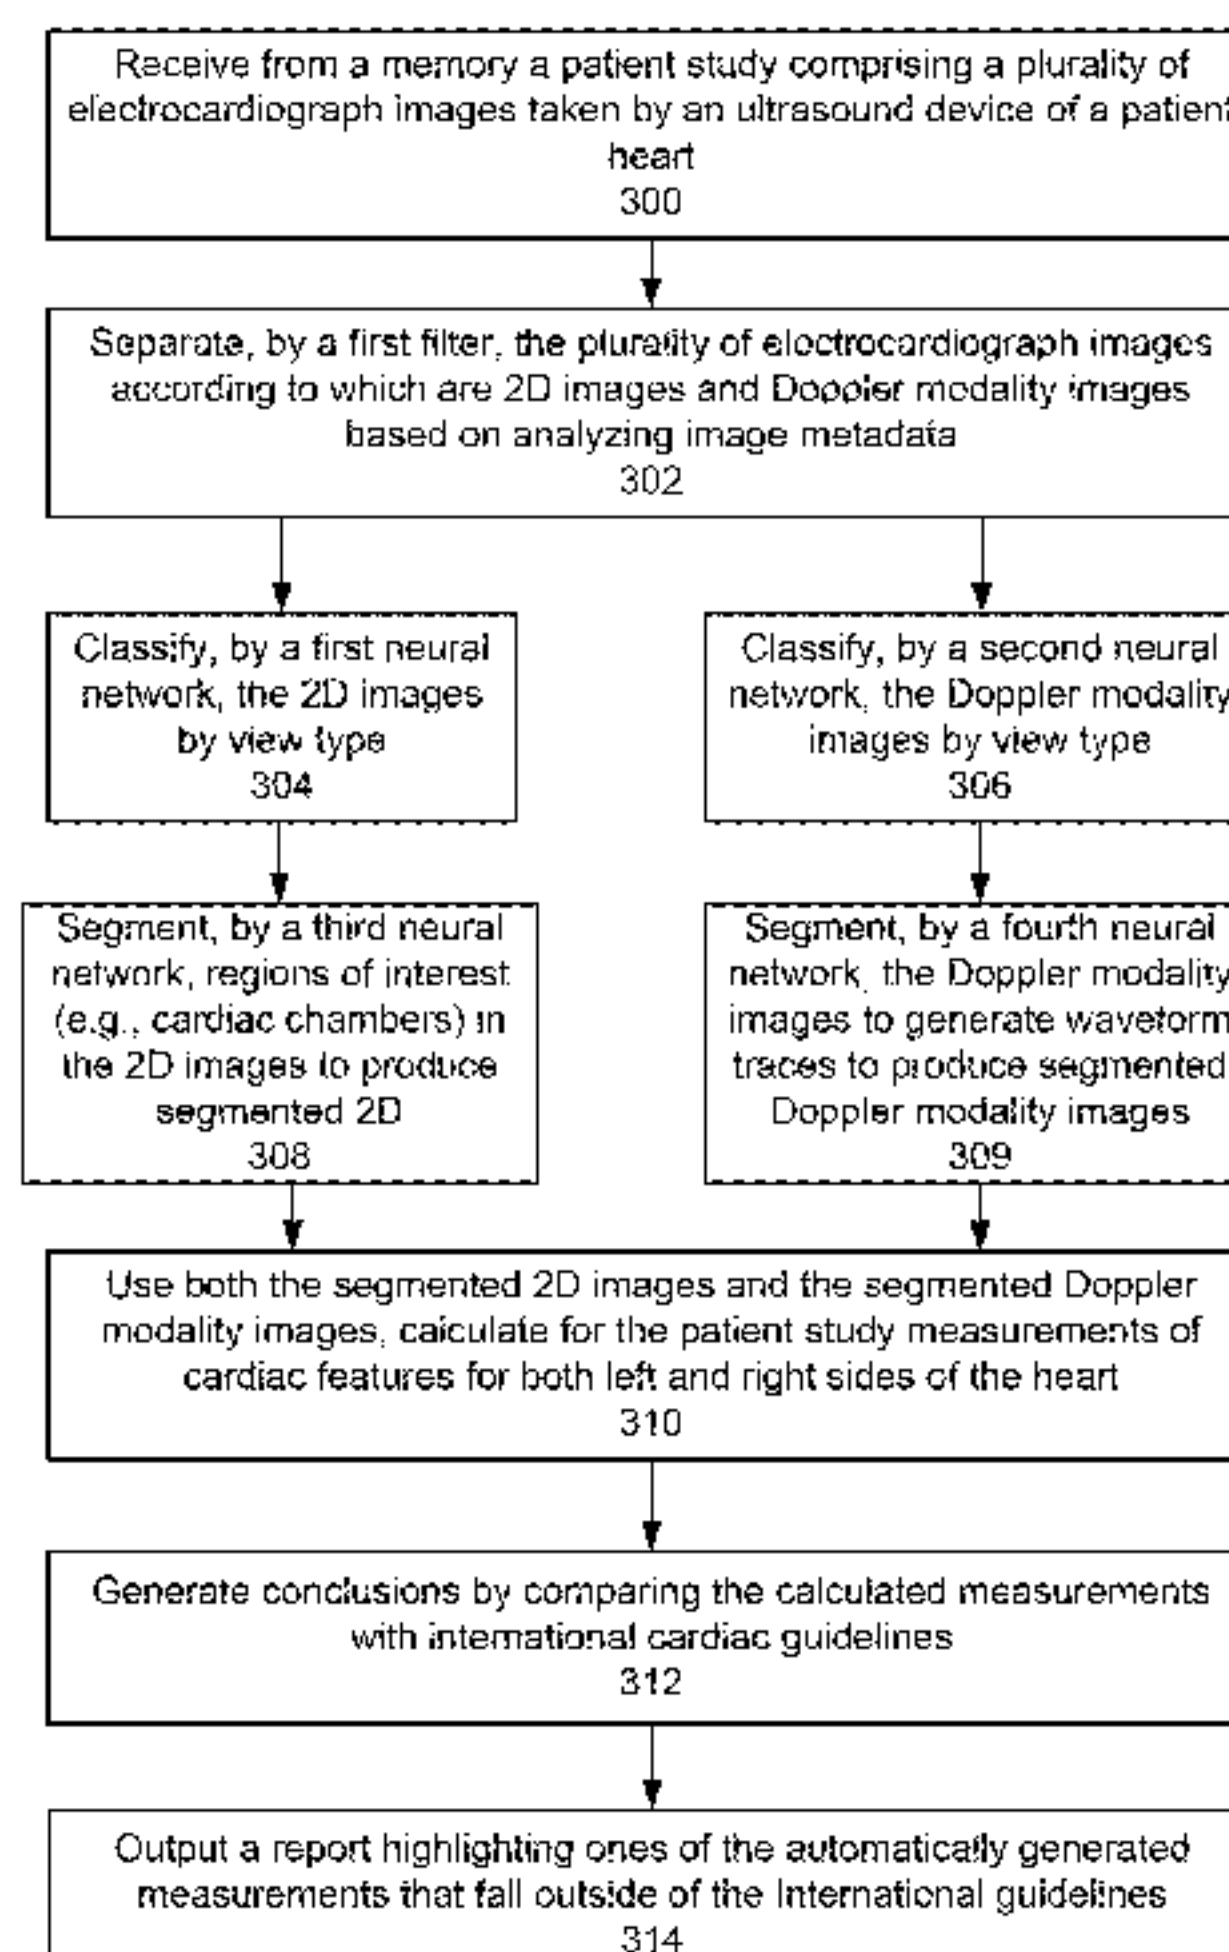 Receive from a memory a patient study comprising a plurality of
electrocardiograph images taken by an ultrasound device of a patient
heart
300
Separate, by a first filter, the plurality of electrocardiograph images
according to which are 2D images and Doppler modality images
based on analyzing image metadata
302
Classify, by a first neural
network, the 2D images
by view type
304
Classify, by a second neural
network, the Doppler modality
images by view type
306
Segment, by a third neural
network, regions of interest
(e.g., cardiac chambers) in
the 2D images to produce
segmented 2D
308
Segment, by a fourth neural
network, the Doppler modality
images to generate waveform
traces to produce segmented
Doppler modality images
309
Use both the segmented 2D images and the segmented Doppler
modality images, calculate for the patient study measurements of
cardiac features for both left and right sides of the heart
310
Generate conclusions by comparing the calculated measurements
with international cardiac guidelines
312
Output a report highlighting ones of the automatically generated
measurements that fall outside of the International guidelines
314